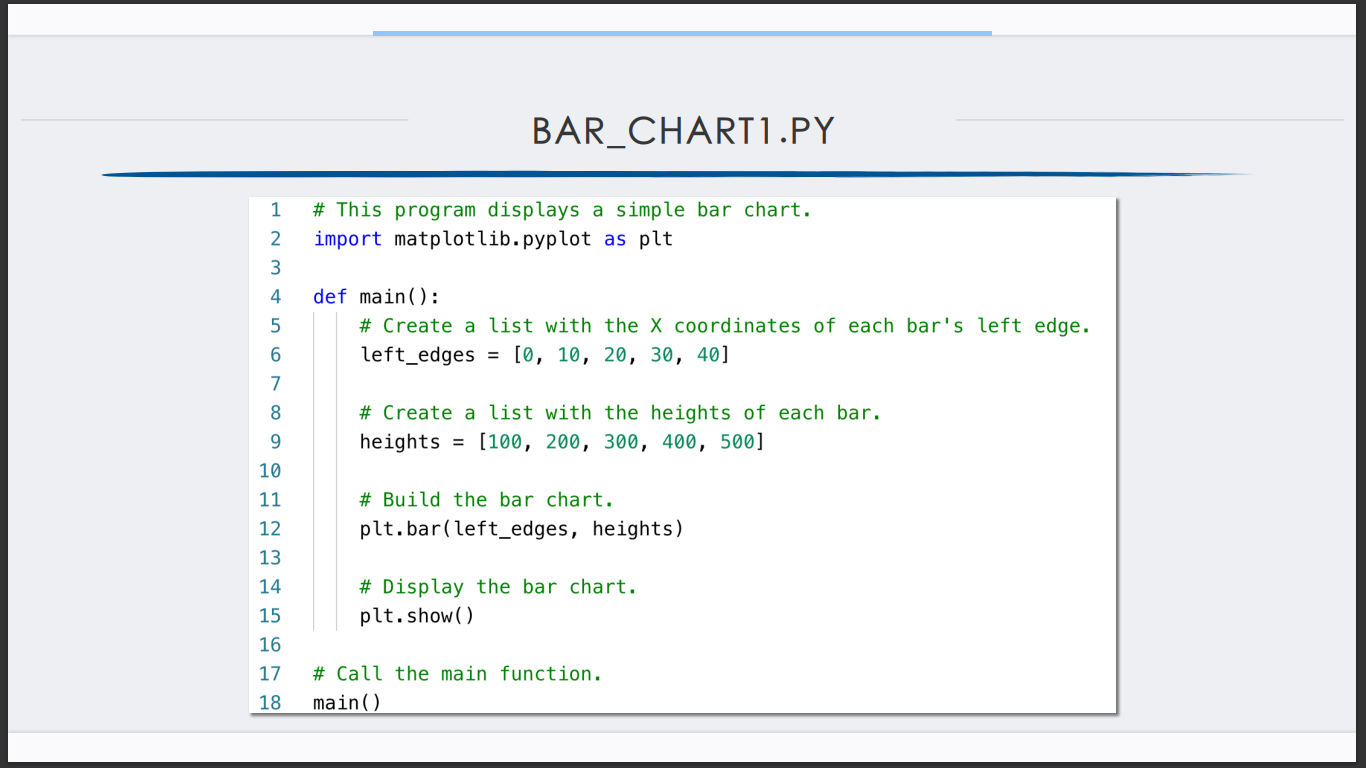 BAR_CHART1.PY
1 # This program displays a simple bar chart.
2 import matplotlib.pyplot as plt
3
4 def main():
5     # Create a list with the X coordinates of each bar's left edge.
6     left_edges = [0, 10, 20, 30, 40]
7
8     # Create a list with the heights of each bar.
9     heights = [100, 200, 300, 400, 500]
10
11     # Build the bar chart.
12     plt.bar(left_edges, heights)
13
14     # Display the bar chart.
15     plt.show()
16
17 # Call the main function.
18 main()